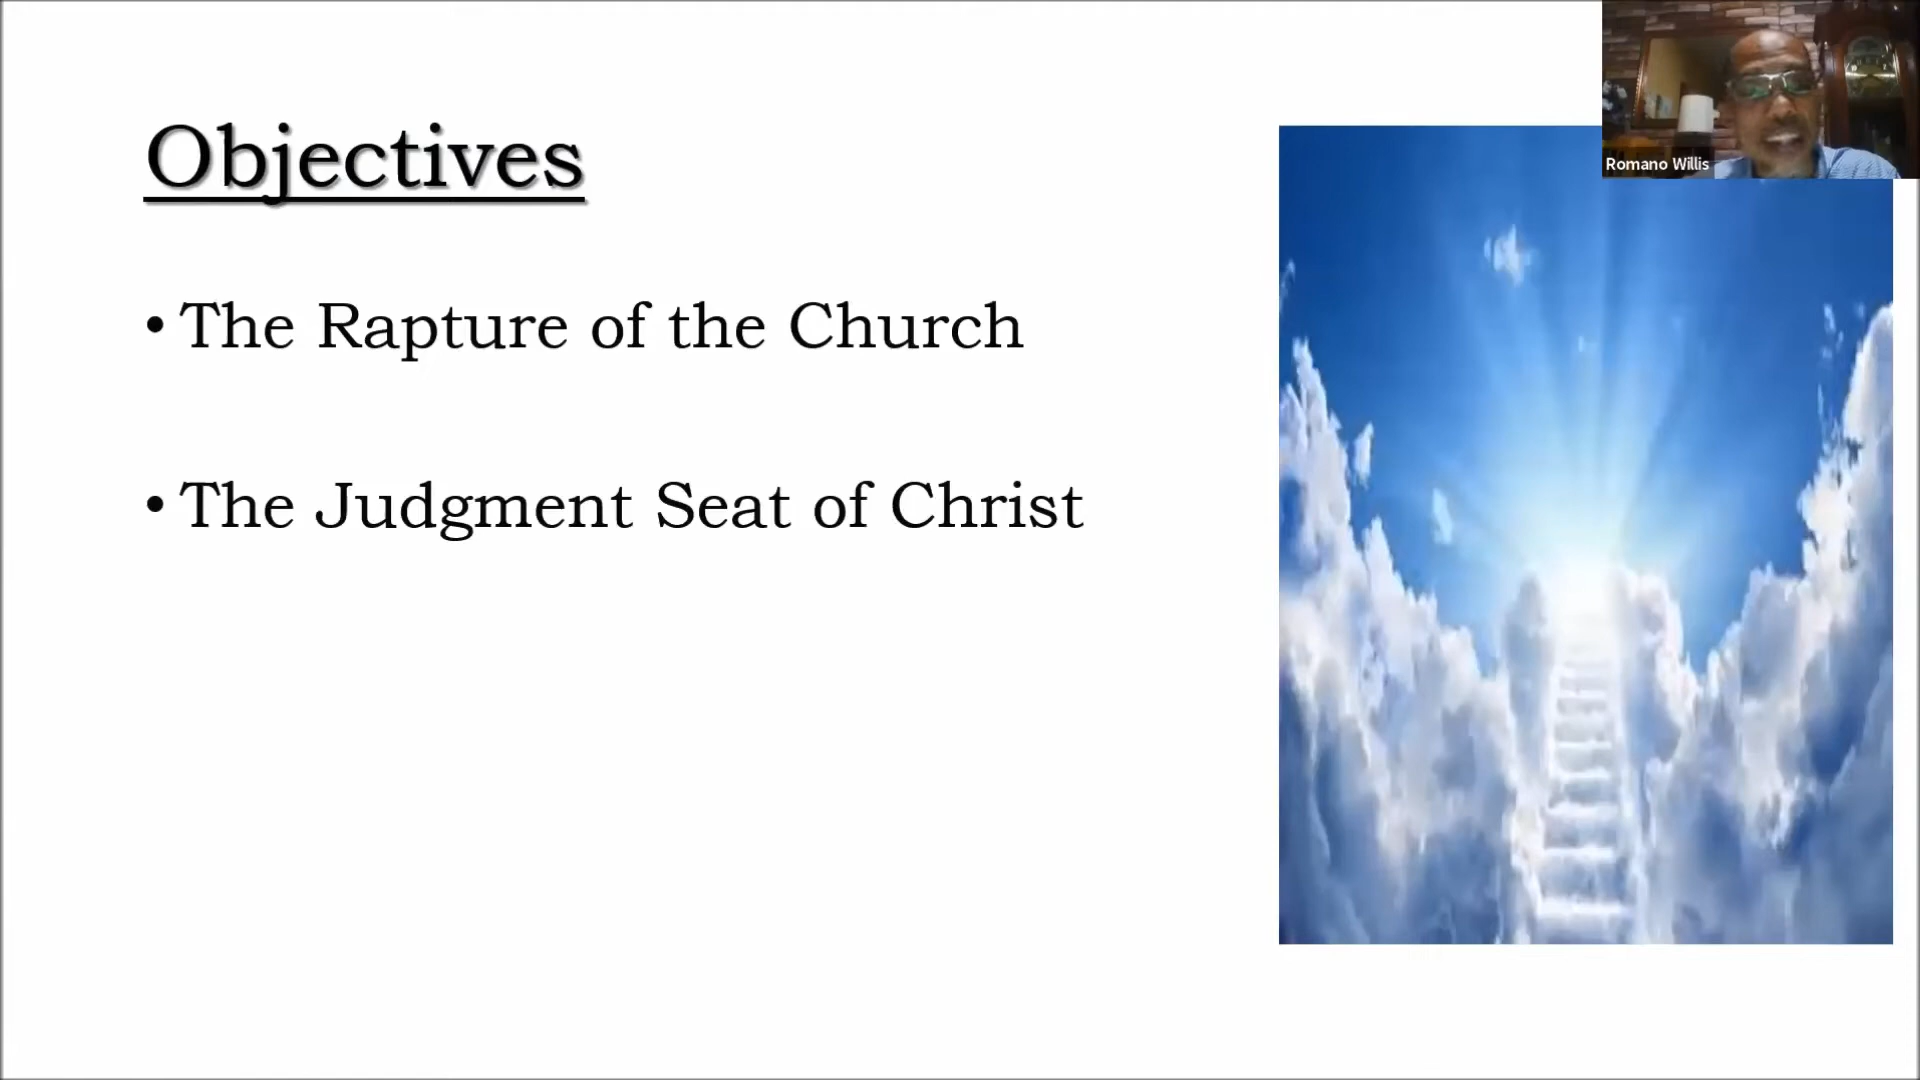 Objectives
• The Rapture of the Church
• The Judgment Seat of Christ
Romano Willis